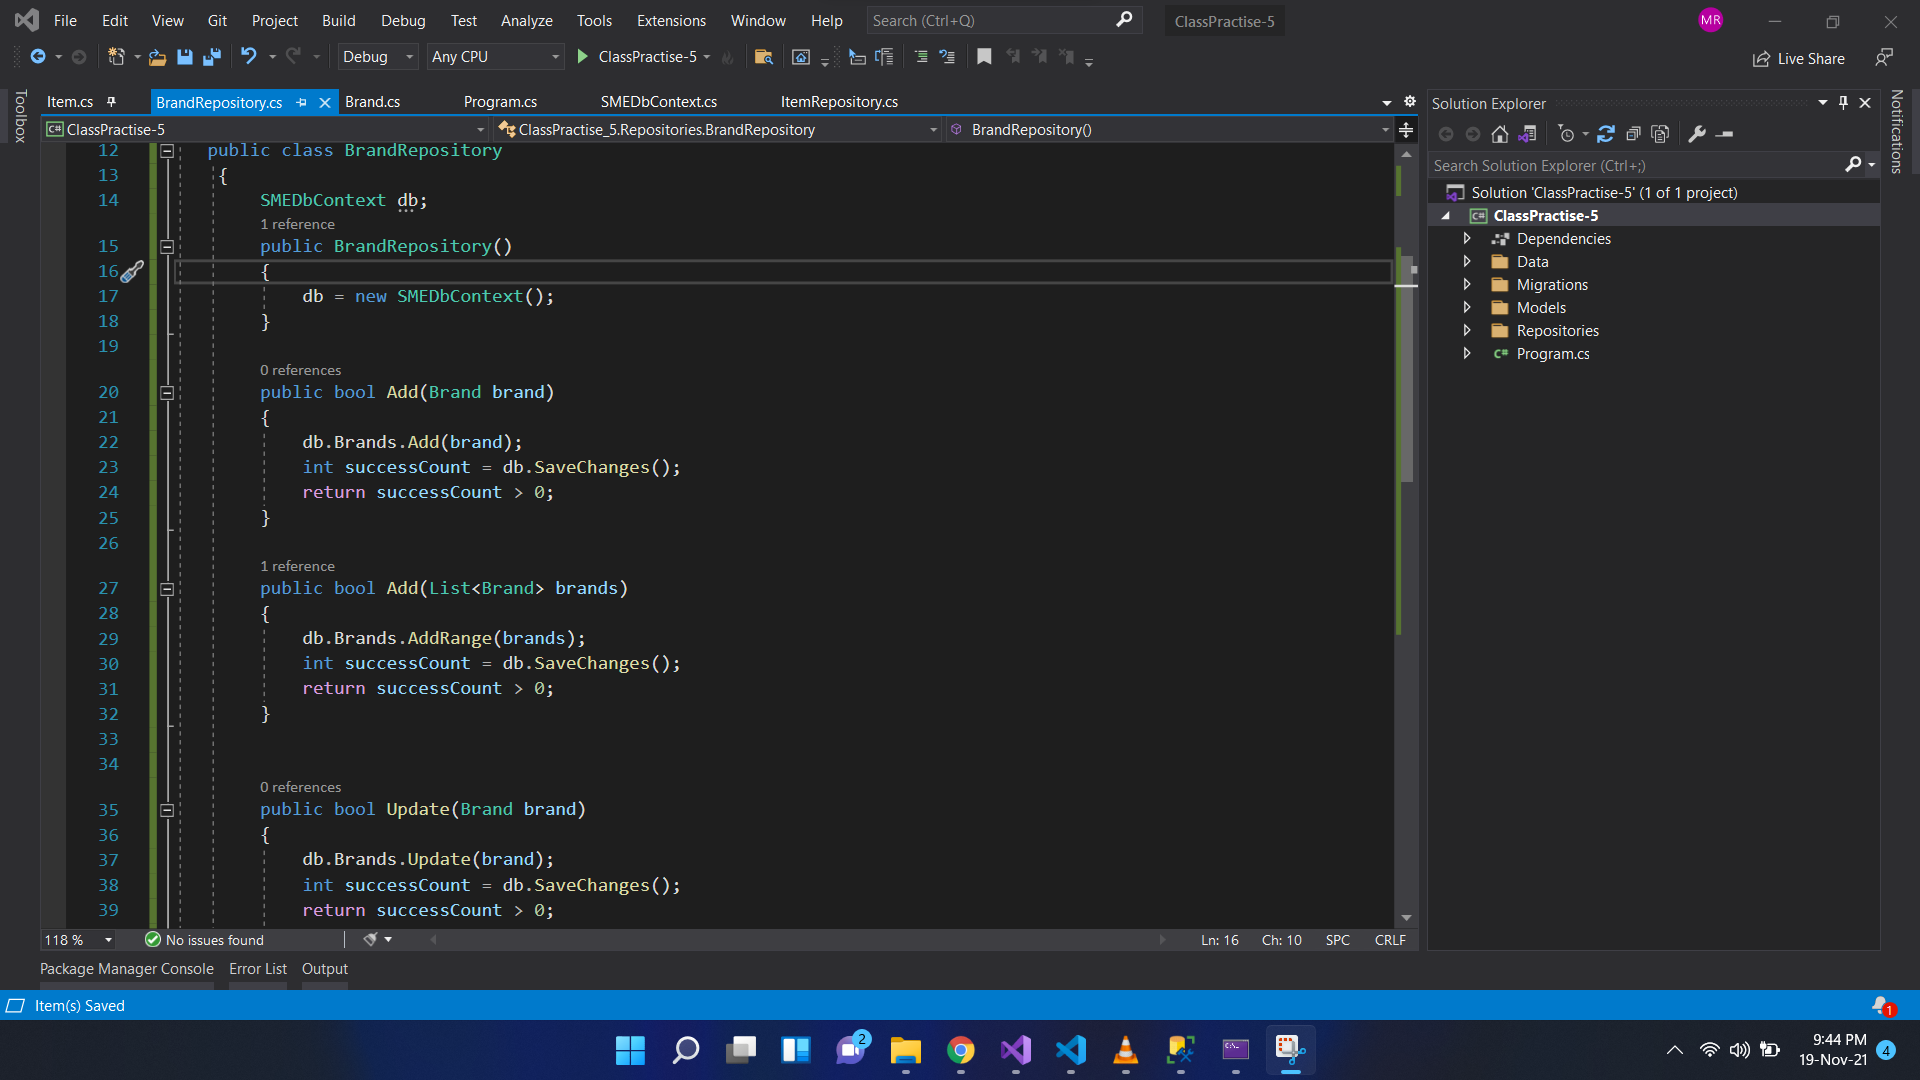 File Edit View Git Project Build Debug Test Analyze Tools Extensions Window Help Search (Ctrl+Q) ClassPractise-5 MR
Debug Any CPU ClassPractise-5 Live Share
Toolbox
Item.cs BrandRepository.cs Brand.cs Program.cs SMEDbContext.cs ItemRepository.cs
C# ClassPractise-5 ClassPractise_5.Repositories.BrandRepository BrandRepository()
12 public class BrandRepository
13 {
14 SMEDbContext db;
1 reference
15 public BrandRepository()
16 {
17 db = new SMEDbContext();
18 }
19
0 references
20 public bool Add(Brand brand)
21 {
22 db.Brands.Add(brand);
23 int successCount = db.SaveChanges();
24 return successCount > 0;
25 }
26
1 reference
27 public bool Add(List<Brand> brands)
28 {
29 db.Brands.AddRange(brands);
30 int successCount = db.SaveChanges();
31 return successCount > 0;
32 }
33
34
0 references
35 public bool Update(Brand brand)
36 {
37 db.Brands.Update(brand);
38 int successCount = db.SaveChanges();
39 return successCount > 0;
118 % No issues found Ln: 16 Ch: 10 SPC CRLF
Solution Explorer
Search Solution Explorer (Ctrl+;)
Solution 'ClassPractise-5' (1 of 1 project)
C# ClassPractise-5
Dependencies
Data
Migrations
Models
Repositories
C# Program.cs
Notifications
Package Manager Console Error List Output
Item(s) Saved 1
2
9:44 PM
19-Nov-21 4